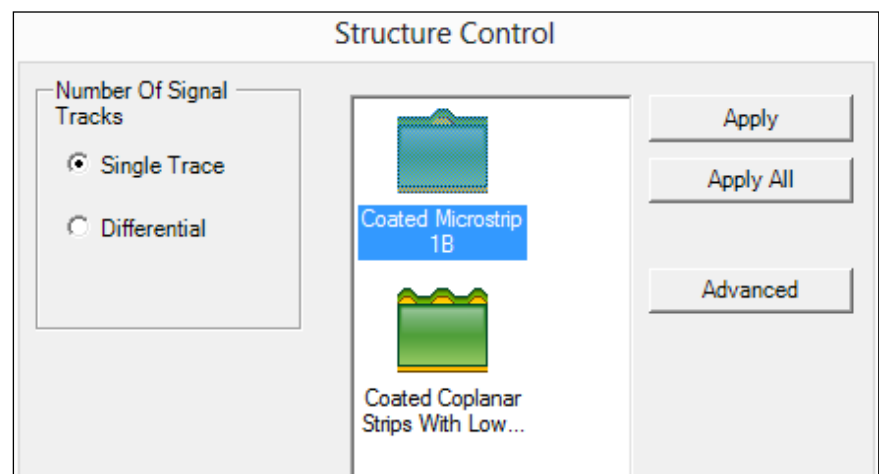 Structure Control
Number Of Signal
Tracks
Single Trace
Differential
Coated Microstrip
1B
Coated Coplanar
Strips With Low...
Apply
Apply All
Advanced